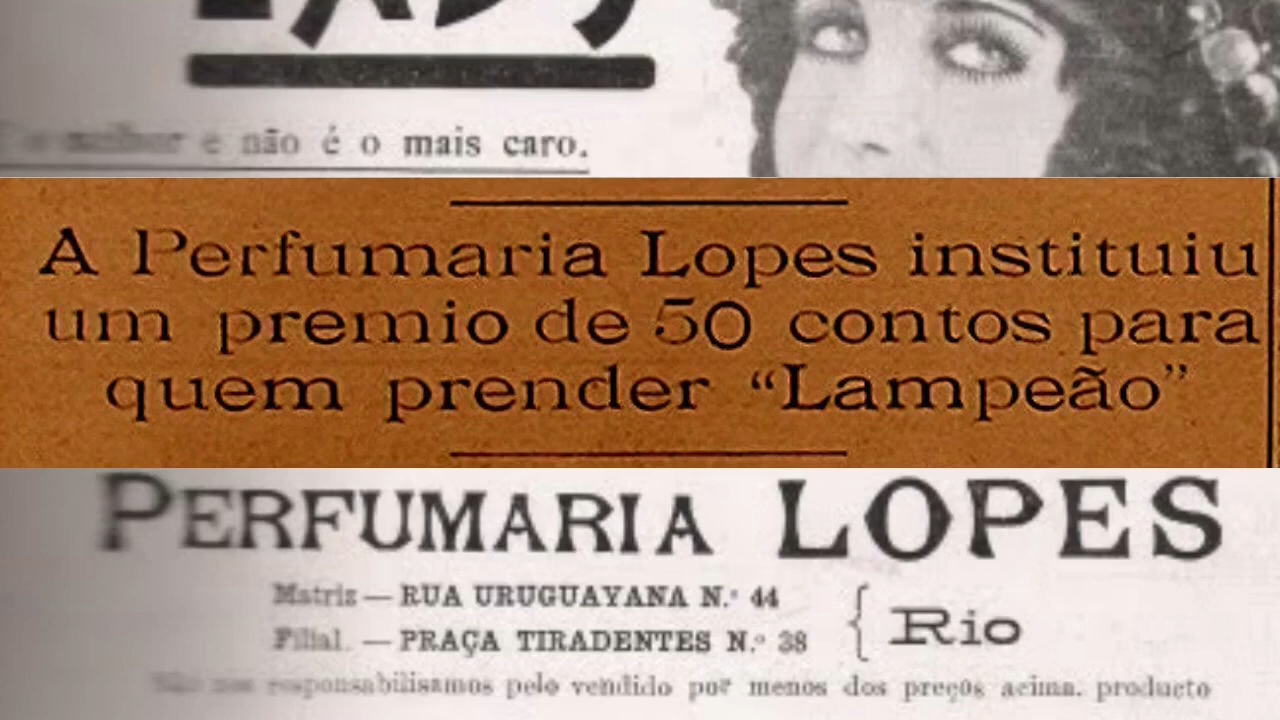 LADY
e não é o mais caro.
A Perfumaria Lopes instituiu
um premio de 50 contos para
quem prender “Lampeão”
PERFUMARIA LOPES
Matriz — RUA URUGUAYANA N.º 44
Filial. — PRAÇA TIRADENTES N.º 38
Rio
responsabilisamos pelo vendido por menos dos preços acima. producto